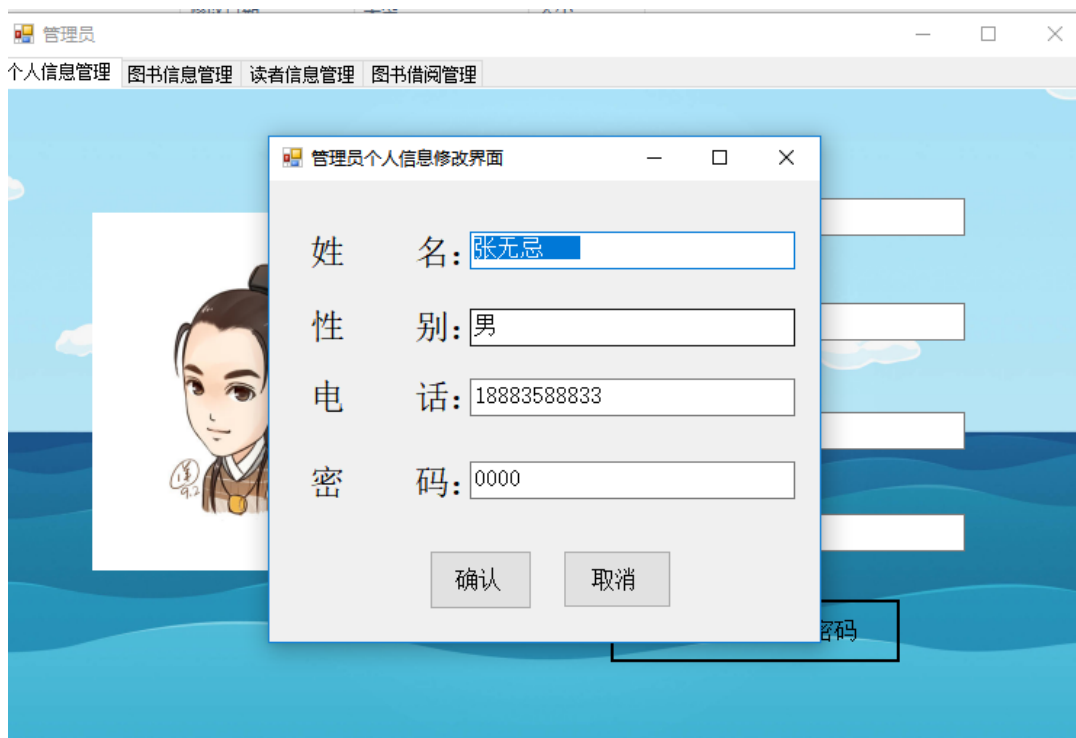 管理员
个人信息管理 图书信息管理 读者信息管理 图书借阅管理
管理员个人信息修改界面
姓 名: 张无忌
性 别: 男
电 话: 18883588833
密 码: 0000
确认 取消
密码
9.2